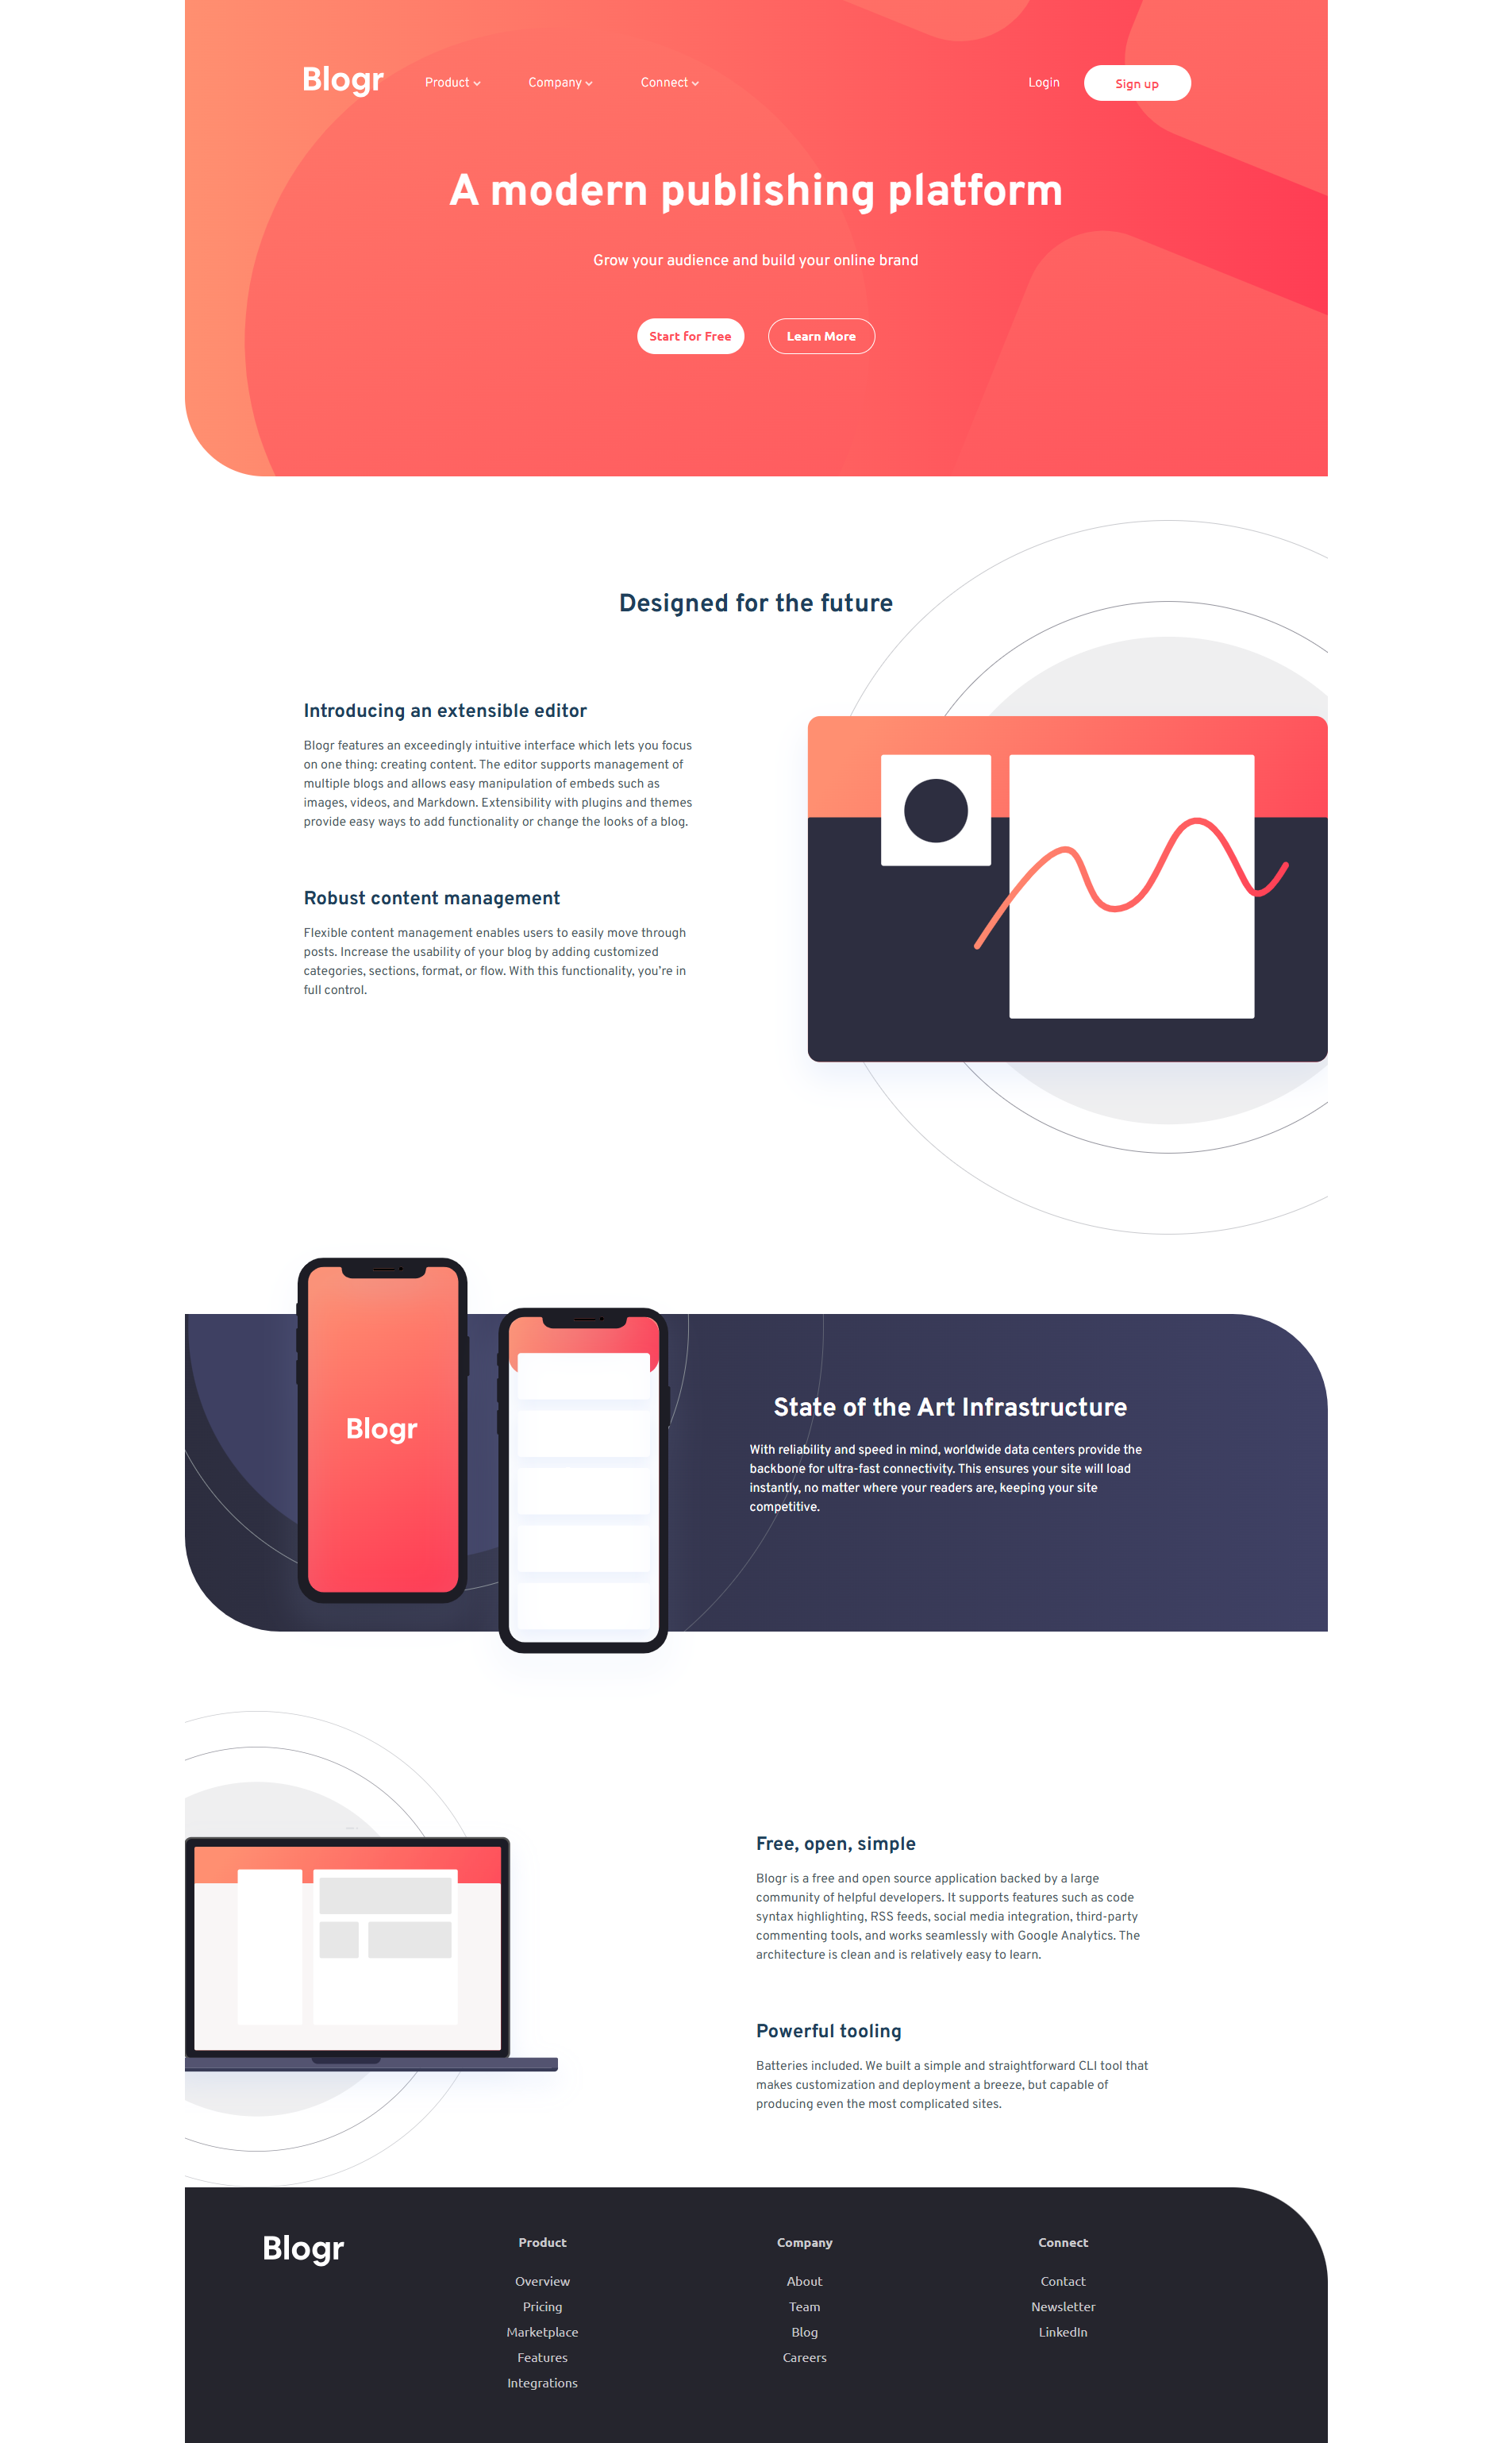 Blogr Product Company Connect Login Sign up
A modern publishing platform
Grow your audience and build your online brand
Start for Free Learn More
Designed for the future
Introducing an extensible editor
Blogr features an exceedingly intuitive interface which lets you focus
on one thing: creating content. The editor supports management of
multiple blogs and allows easy manipulation of embeds such as
images, videos, and Markdown. Extensibility with plugins and themes
provide easy ways to add functionality or change the looks of a blog.
Robust content management
Flexible content management enables users to easily move through
posts. Increase the usability of your blog by adding customized
categories, sections, format, or flow. With this functionality, you’re in
full control.
Blogr
State of the Art Infrastructure
With reliability and speed in mind, worldwide data centers provide the
backbone for ultra-fast connectivity. This ensures your site will load
instantly, no matter where your readers are, keeping your site
competitive.
Free, open, simple
Blogr is a free and open source application backed by a large
community of helpful developers. It supports features such as code
syntax highlighting, RSS feeds, social media integration, third-party
commenting tools, and works seamlessly with Google Analytics. The
architecture is clean and is relatively easy to learn.
Powerful tooling
Batteries included. We built a simple and straightforward CLI tool that
makes customization and deployment a breeze, but capable of
producing even the most complicated sites.
Blogr
Product
Overview
Pricing
Marketplace
Features
Integrations
Company
About
Team
Blog
Careers
Connect
Contact
Newsletter
LinkedIn